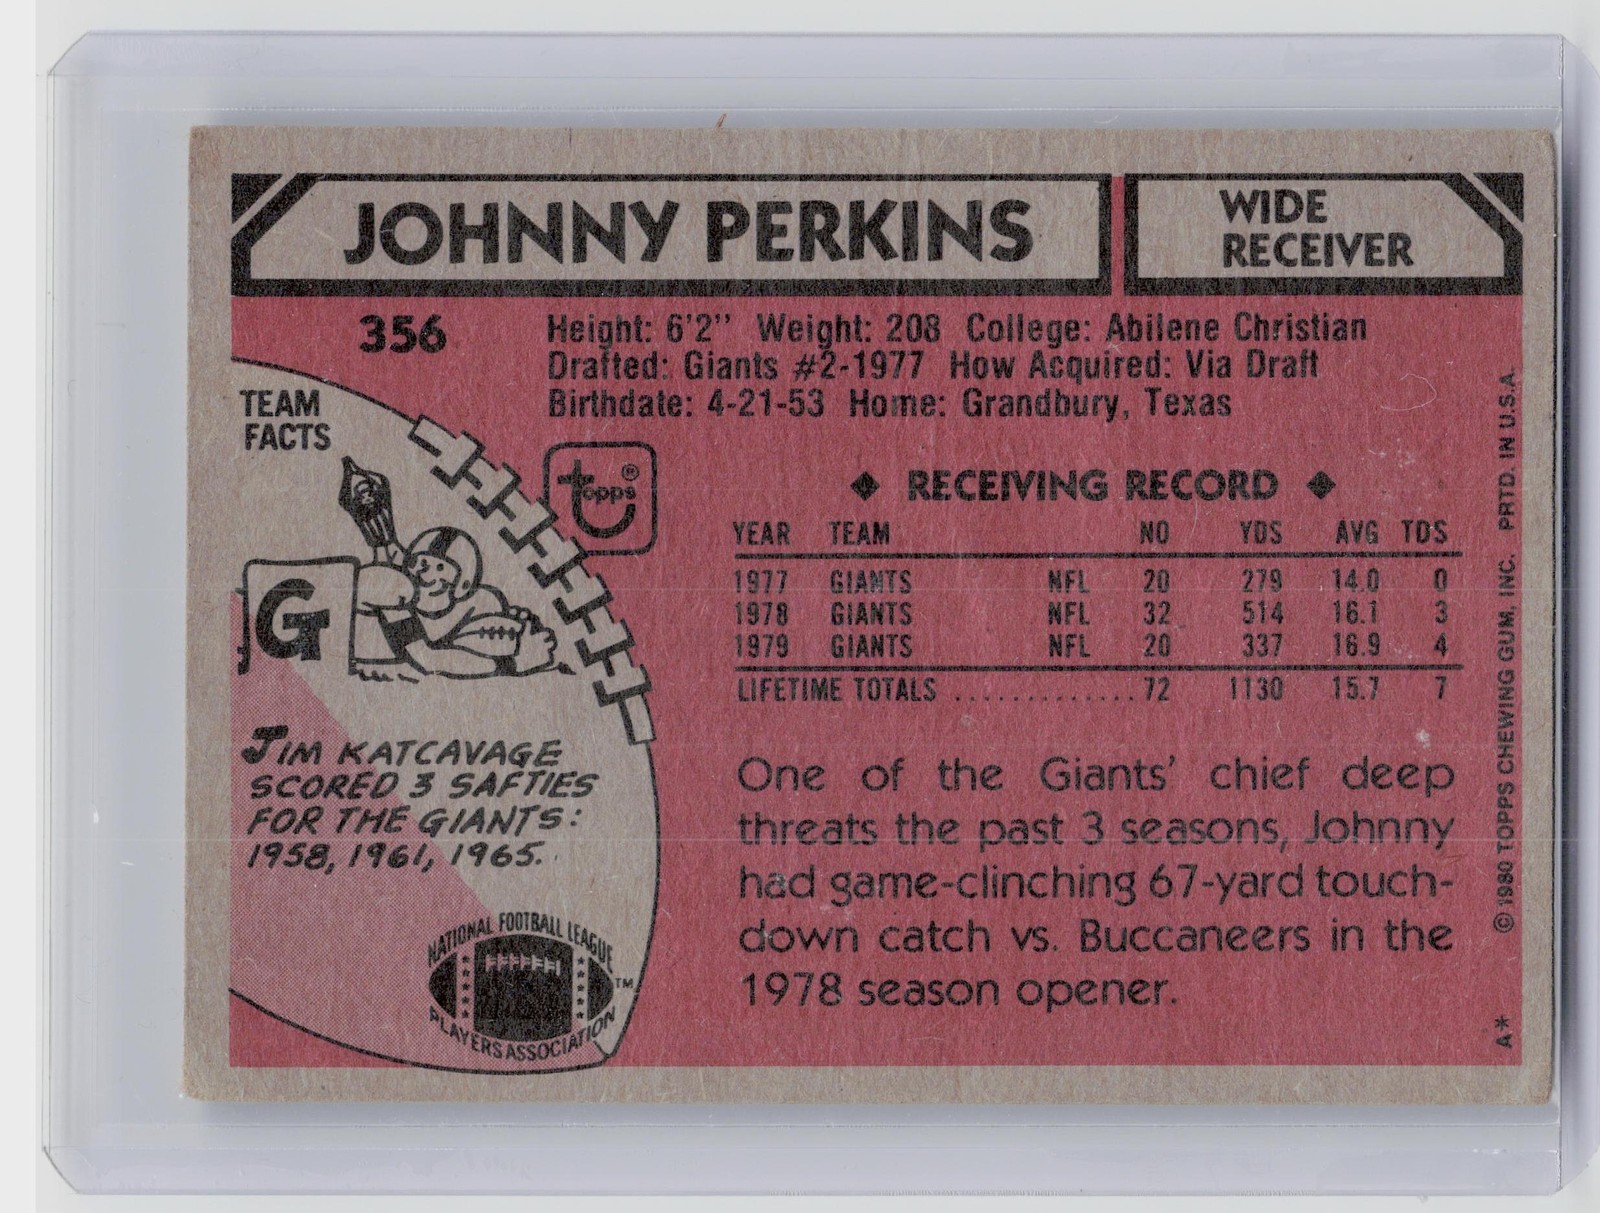 JOHNNY PERKINS
WIDE
RECEIVER
356
Height: 6'2" Weight: 208 College: Abilene Christian
Drafted: Giants #2-1977 How Acquired: Via Draft
Birthdate: 4-21-53 Home: Grandbury, Texas
TEAM
FACTS
topps®
G
JIM KATCAVAGE
SCORED 3 SAFTIES
FOR THE GIANTS:
1958, 1961, 1965.
NATIONAL FOOTBALL LEAGUE
PLAYERS ASSOCIATION
TM
◆ RECEIVING RECORD ◆
YEAR TEAM NO YDS AVG TDS
1977 GIANTS NFL 20 279 14.0 0
1978 GIANTS NFL 32 514 16.1 3
1979 GIANTS NFL 20 337 16.9 4
LIFETIME TOTALS ............. 72 1130 15.7 7
One of the Giants' chief deep
threats the past 3 seasons, Johnny
had game-clinching 67-yard touch-
down catch vs. Buccaneers in the
1978 season opener.
© 1980 TOPPS CHEWING GUM, INC. PRTD. IN U.S.A.
A*